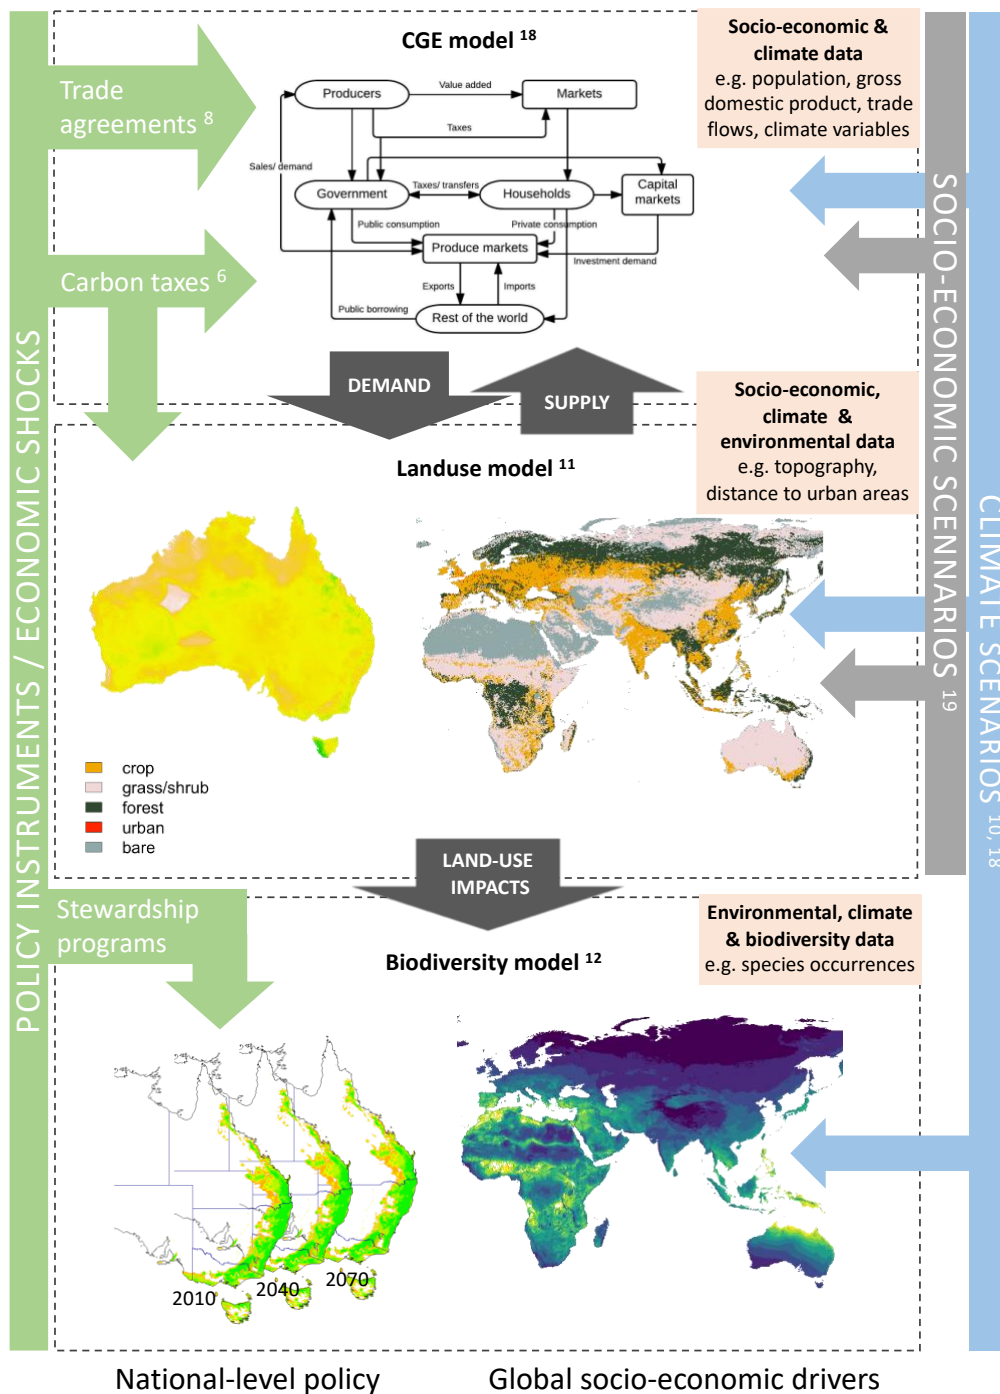 CGE model 18
Socio-economic &
climate data
e.g. population, gross
domestic product, trade
flows, climate variables
Trade
agreements 8
Producers
Value added
Markets
Taxes
Sales/ demand
Government
Taxes/ transfers
Households
Capital
markets
Public consumption
Private consumption
Produce markets
Investment demand
Exports
Imports
Public borrowing
Rest of the world
Carbon taxes 6
DEMAND
SUPPLY
POLICY INSTRUMENTS / ECONOMIC SHOCKS
SOCIO-ECONOMIC SCENNARIOS 19
CLIMATE SCENARIOS 10, 18
Landuse model 11
Socio-economic,
climate &
environmental data
e.g. topography,
distance to urban areas
crop
grass/shrub
forest
urban
bare
LAND-USE
IMPACTS
Stewardship
programs
Biodiversity model 12
Environmental, climate
& biodiversity data
e.g. species occurrences
2010
2040
2070
National-level policy
Global socio-economic drivers